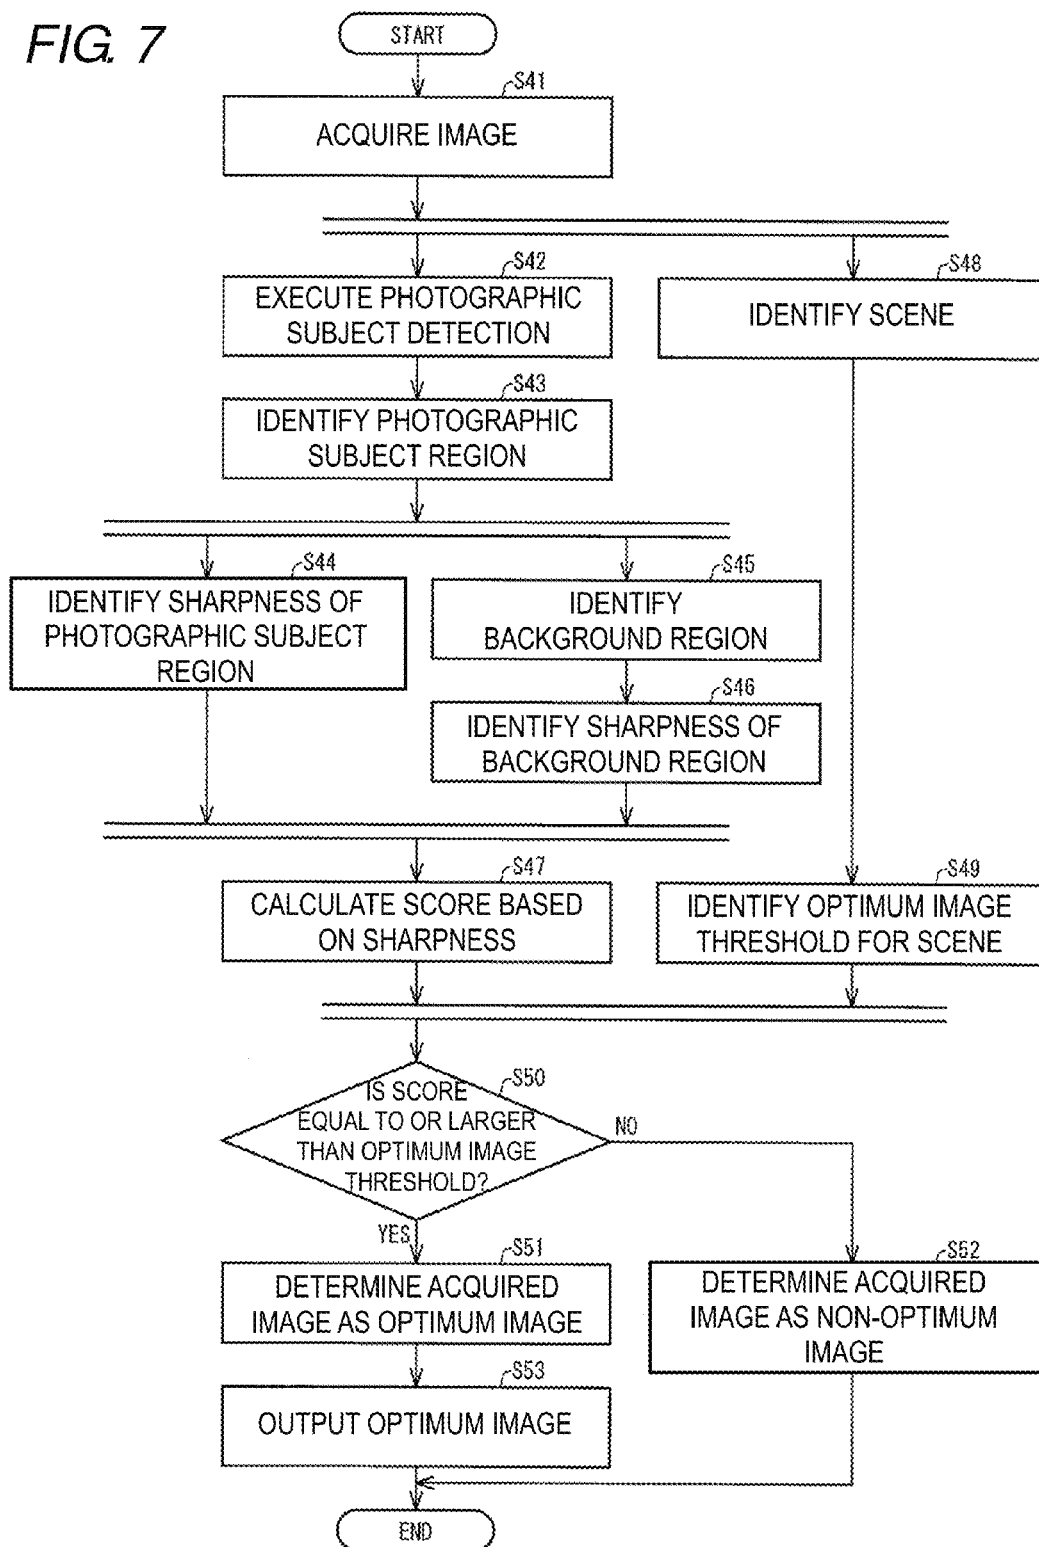 FIG. 7
START
S41
ACQUIRE IMAGE
S42
EXECUTE PHOTOGRAPHIC
SUBJECT DETECTION
S48
IDENTIFY SCENE
S43
IDENTIFY PHOTOGRAPHIC
SUBJECT REGION
S44
IDENTIFY SHARPNESS OF
PHOTOGRAPHIC SUBJECT
REGION
S45
IDENTIFY
BACKGROUND REGION
S46
IDENTIFY SHARPNESS OF
BACKGROUND REGION
S47
CALCULATE SCORE BASED
ON SHARPNESS
S49
IDENTIFY OPTIMUM IMAGE
THRESHOLD FOR SCENE
S50
IS SCORE
EQUAL TO OR LARGER
THAN OPTIMUM IMAGE
THRESHOLD?
NO
YES
S51
DETERMINE ACQUIRED
IMAGE AS OPTIMUM IMAGE
S52
DETERMINE ACQUIRED
IMAGE AS NON-OPTIMUM
IMAGE
S53
OUTPUT OPTIMUM IMAGE
END